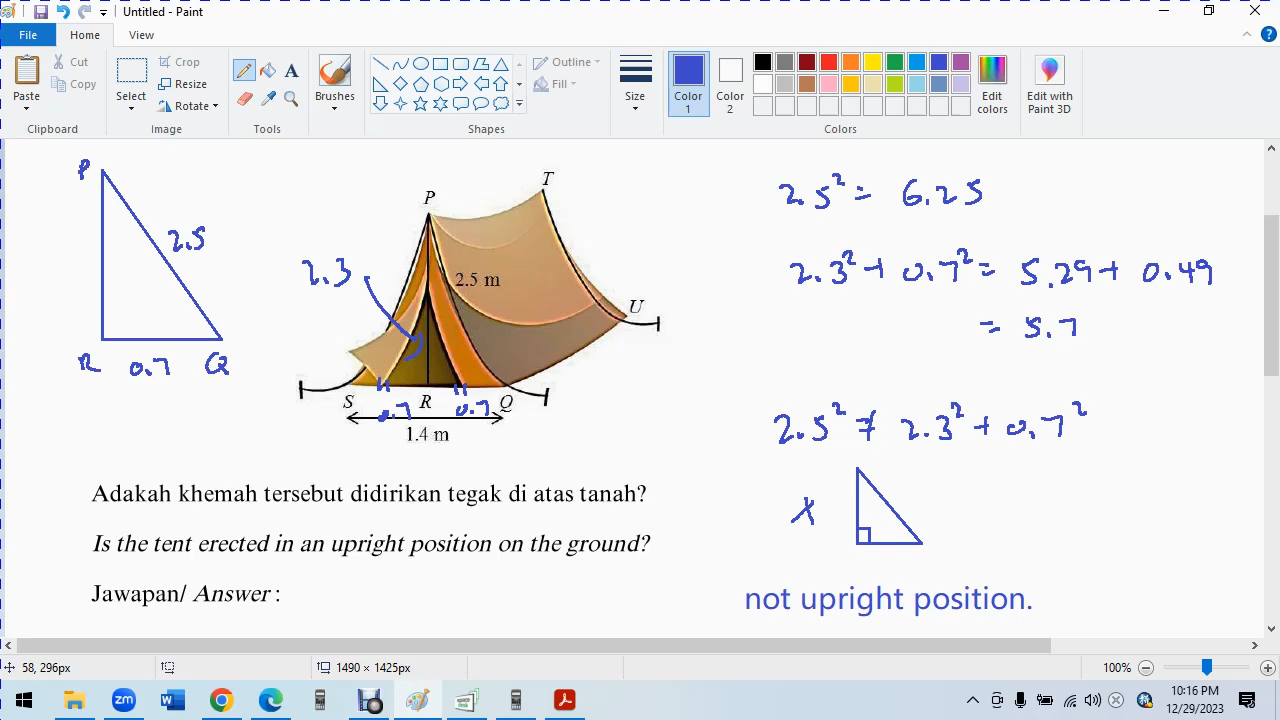 Untitled - Paint
File Home View
Paste
Cut
Copy
Clipboard
Select
Crop
Resize
Rotate
Image
A
Tools
Brushes
Shapes
Outline
Fill
Size
Color 1
Color 2
Colors
Edit colors
Edit with Paint 3D
P
2.5
R 0.7 Q
T
P
2.3
2.5 m
U
S R Q
0.7 0.7
1.4 m
2.5² = 6.25
2.3² + 0.7² = 5.29 + 0.49
= 5.7
2.5² ≠ 2.3² + 0.7²
X
not upright position.
Adakah khemah tersebut didirikan tegak di atas tanah?
Is the tent erected in an upright position on the ground?
Jawapan/ Answer :
58, 296px
1490 × 1425px
100%
zm
10:16 PM
12/29/2023